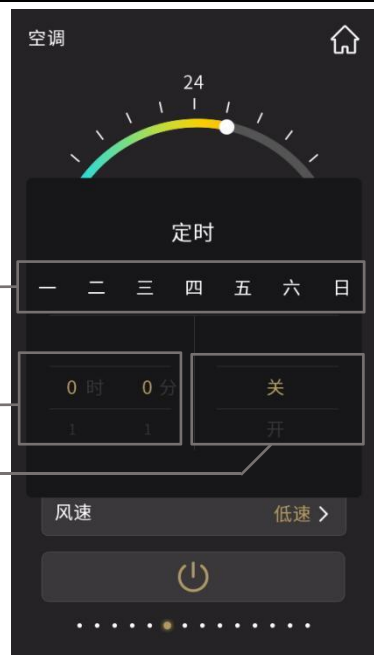 空调
24
定时
一 二 三 四 五 六 日
0 时 0 分 关
1 1 开
风速 低速